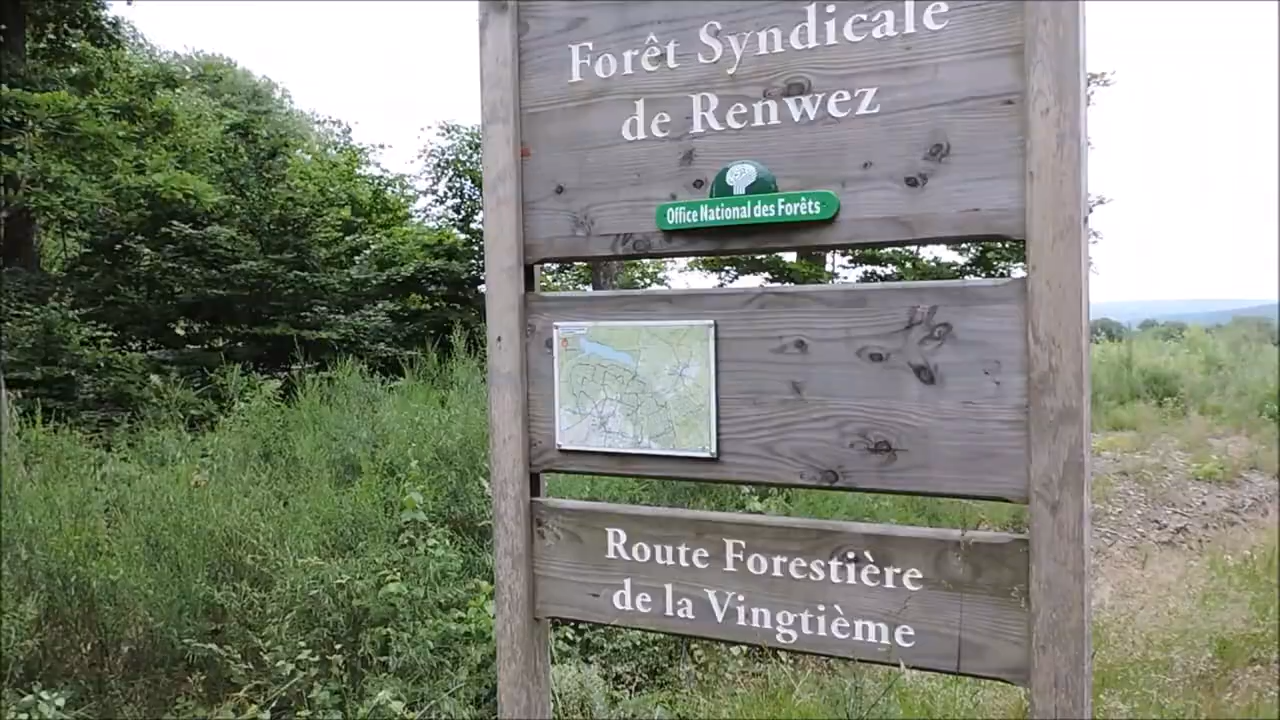 Forêt Syndicale
de Renwez
Office National des Forêts
Route Forestière
de la Vingtième